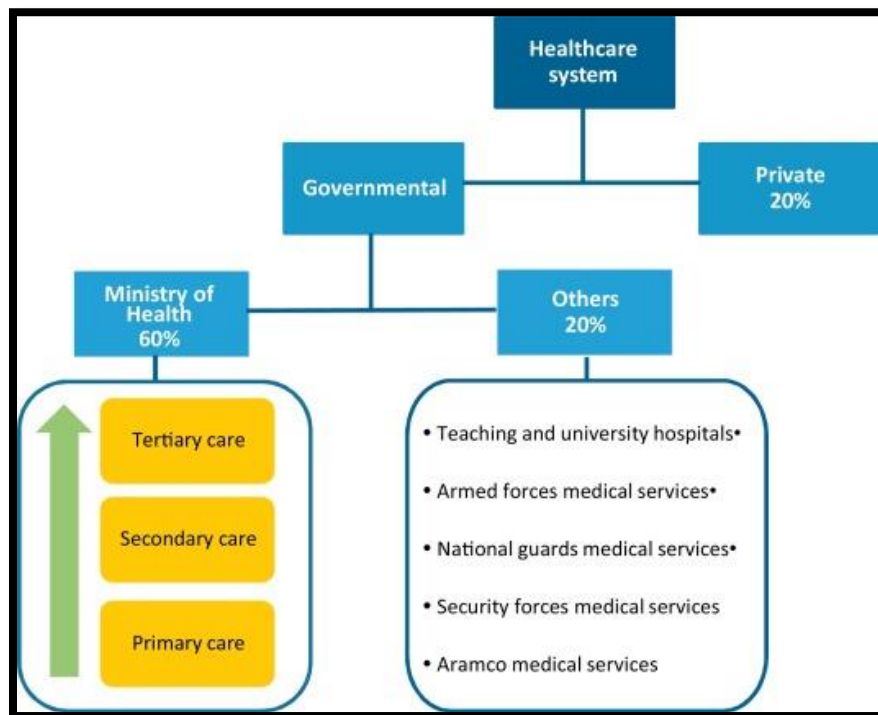 Healthcare
system
Governmental
Private
20%
Ministry of
Health
60%
Others
20%
Tertiary care
Secondary care
Primary care
• Teaching and university hospitals•
• Armed forces medical services•
• National guards medical services•
• Security forces medical services
• Aramco medical services